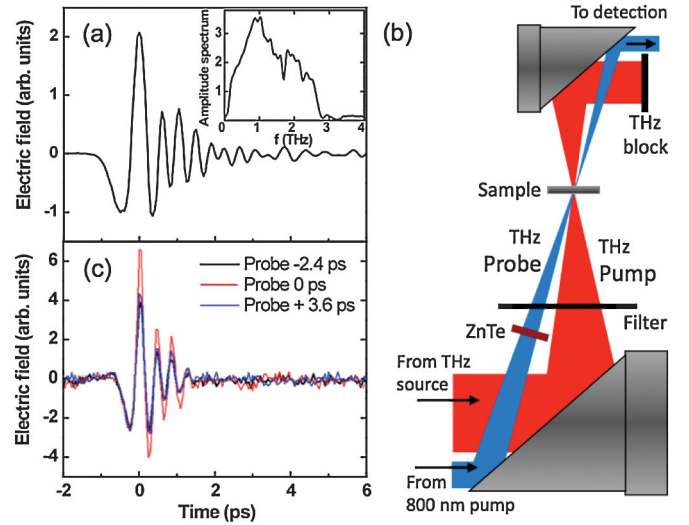 (a)
Electric field (arb. units)
2
1
0
-1
Amplitude spectrum
3
2
1
0 1 2 3 4
f (THz)
(c)
Electric field (arb. units)
6
4
2
0
-2
-4
Probe -2.4 ps
Probe 0 ps
Probe + 3.6 ps
-2 0 2 4 6
Time (ps)
(b)
To detection
THz
block
Sample
THz
Probe
THz
Pump
ZnTe
Filter
From THz
source
From
800 nm pump